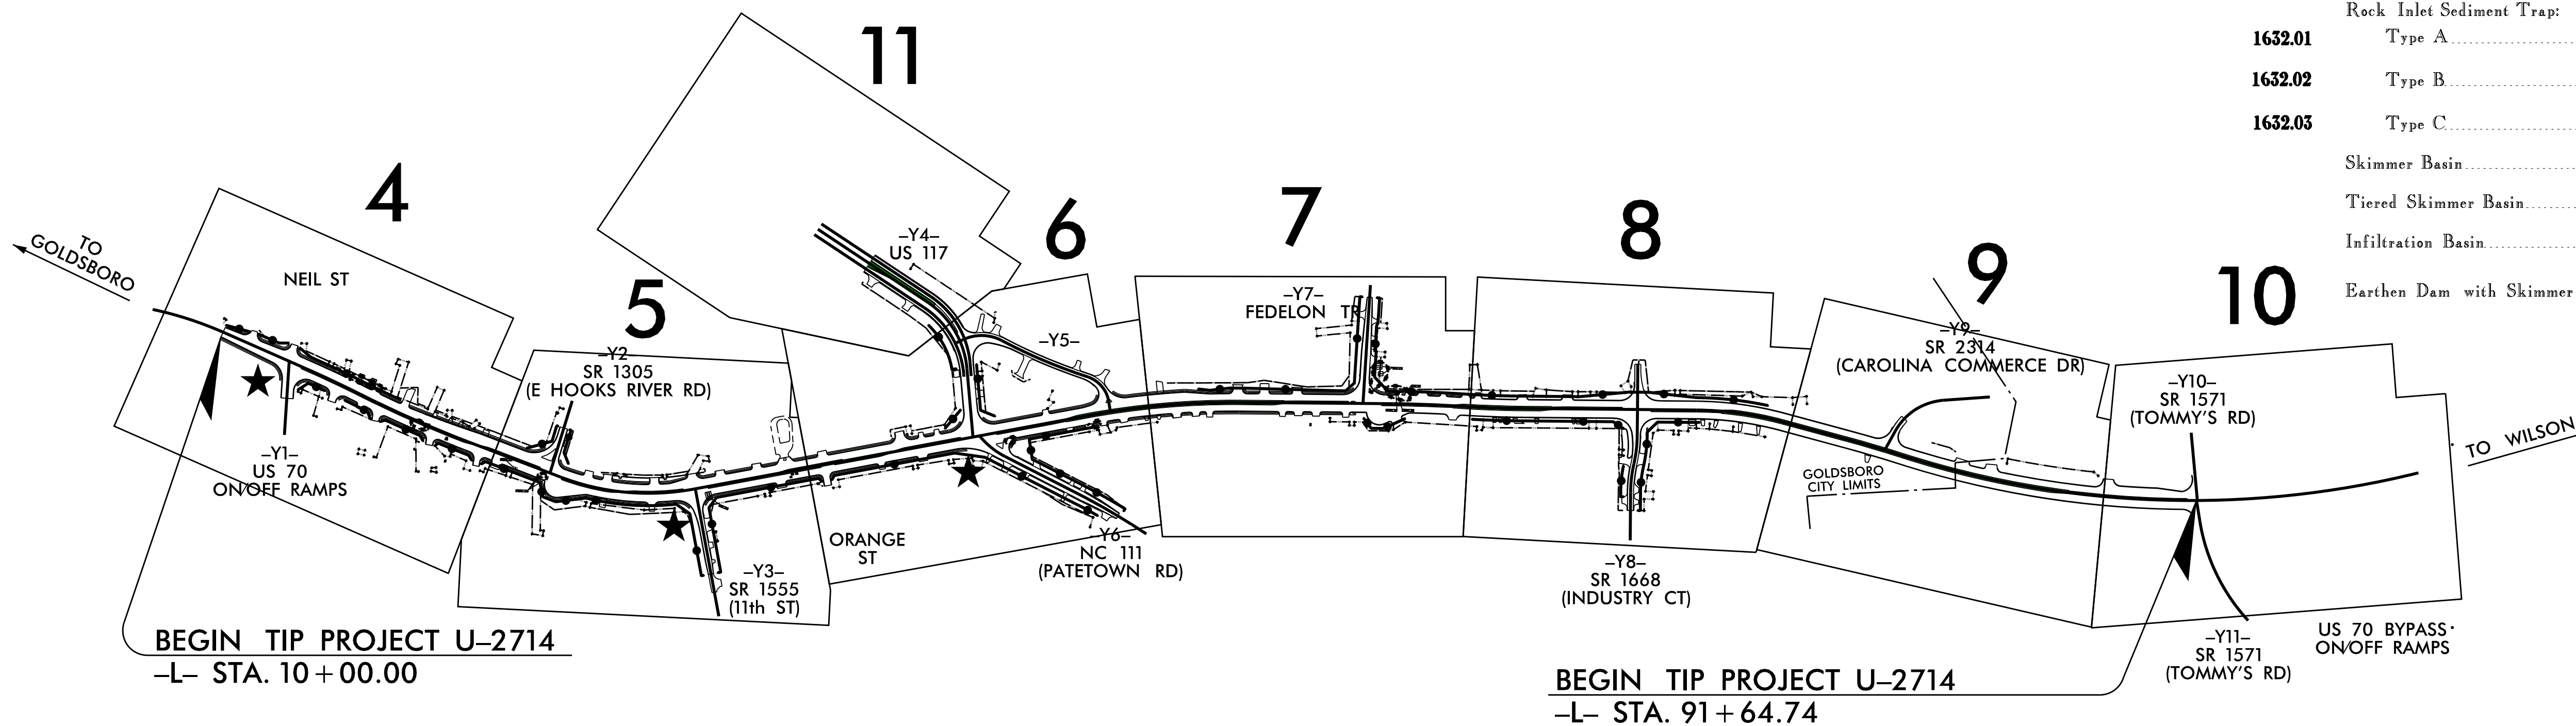 Rock Inlet Sediment Trap:
1632.01 Type A
1632.02 Type B
1632.03 Type C
Skimmer Basin
Tiered Skimmer Basin
Infiltration Basin
Earthen Dam with Skimmer
11
4
6
7
8
9
10
5
TO
GOLDSBORO
NEIL ST
-Y4-
US 117
-Y5-
-Y7-
FEDELON TR
-Y2-
SR 1305
(E HOOKS RIVER RD)
-Y9-
SR 2314
(CAROLINA COMMERCE DR)
-Y10-
SR 1571
(TOMMY'S RD)
TO WILSON
-Y1-
US 70
ON/OFF RAMPS
GOLDSBORO
CITY LIMITS
ORANGE
ST
-Y6-
NC 111
(PATETOWN RD)
-Y3-
SR 1555
(11th ST)
-Y8-
SR 1668
(INDUSTRY CT)
-Y11-
SR 1571
(TOMMY'S RD)
US 70 BYPASS
ON/OFF RAMPS
BEGIN TIP PROJECT U-2714
-L- STA. 10+00.00
BEGIN TIP PROJECT U-2714
-L- STA. 91+64.74